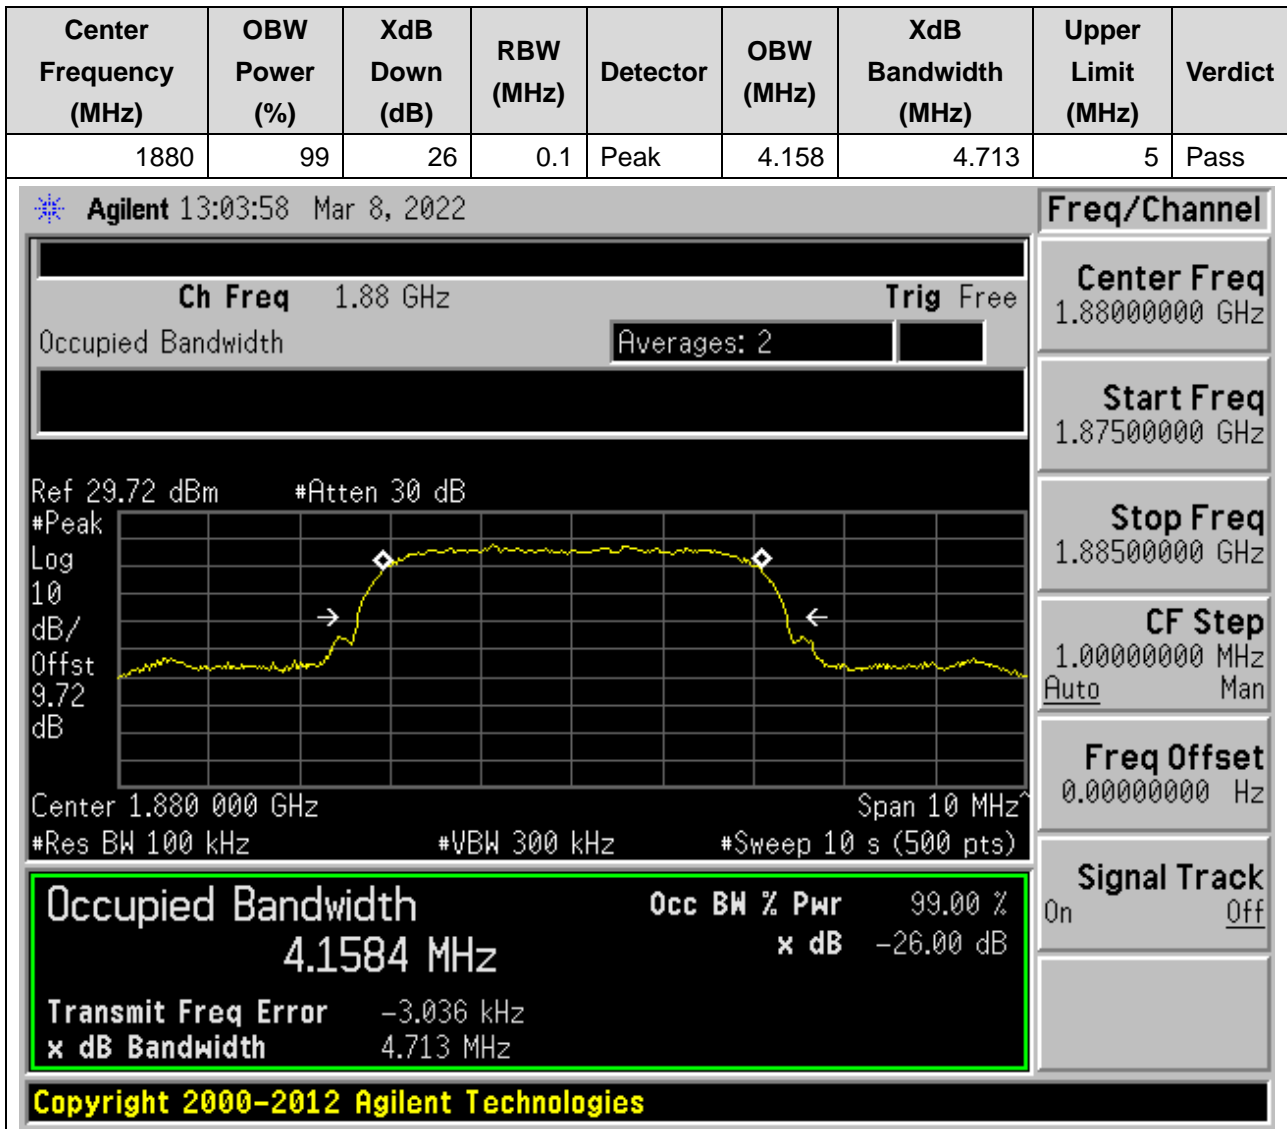 Center Frequency (MHz) OBW Power (%) XdB Down (dB) RBW (MHz) Detector OBW (MHz) XdB Bandwidth (MHz) Upper Limit (MHz) Verdict
1880 99 26 0.1 Peak 4.158 4.713 5 Pass
Agilent 13:03:58 Mar 8, 2022
Freq/Channel
Ch Freq 1.88 GHz Trig Free
Occupied Bandwidth Averages: 2
Ref 29.72 dBm #Atten 30 dB
#Peak
Log
10
dB/
Offst
9.72
dB
Center 1.880 000 GHz Span 10 MHz^
#Res BW 100 kHz #VBW 300 kHz #Sweep 10 s (500 pts)
Occupied Bandwidth
4.1584 MHz
Occ BW % Pwr 99.00 %
x dB -26.00 dB
Transmit Freq Error -3.036 kHz
x dB Bandwidth 4.713 MHz
Center Freq
1.88000000 GHz
Start Freq
1.87500000 GHz
Stop Freq
1.88500000 GHz
CF Step
1.00000000 MHz
Auto Man
Freq Offset
0.00000000 Hz
Signal Track
On Off
Copyright 2000-2012 Agilent Technologies